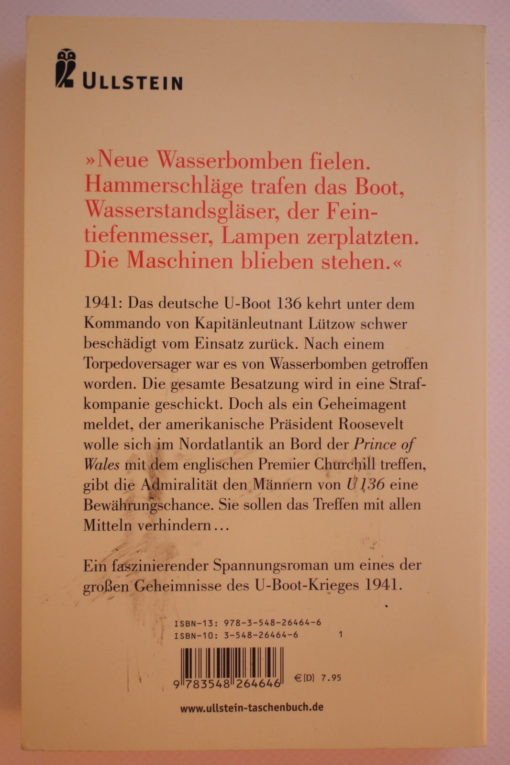 ULLSTEIN
»Neue Wasserbomben fielen.
Hammerschläge trafen das Boot,
Wasserstandsgläser, der Fein-
tiefenmesser, Lampen zerplatzten.
Die Maschinen blieben stehen.«
1941: Das deutsche U-Boot 136 kehrt unter dem
Kommando von Kapitänleutnant Lützow schwer
beschädigt vom Einsatz zurück. Nach einem
Torpedoversager war es von Wasserbomben getroffen
worden. Die gesamte Besatzung wird in eine Straf-
kompanie geschickt. Doch als ein Geheimagent
meldet, der amerikanische Präsident Roosevelt
wolle sich im Nordatlantik an Bord der Prince of
Wales mit dem englischen Premier Churchill treffen,
gibt die Admiralität den Männern von U 136 eine
Bewährungschance. Sie sollen das Treffen mit allen
Mitteln verhindern...
Ein faszinierender Spannungsroman um eines der
großen Geheimnisse des U-Boot-Krieges 1941.
ISBN-13: 978-3-548-26464-6
ISBN-10: 3-548-26464-6 1
9 783548 264646
€ [D] 7.95
www.ullstein-taschenbuch.de